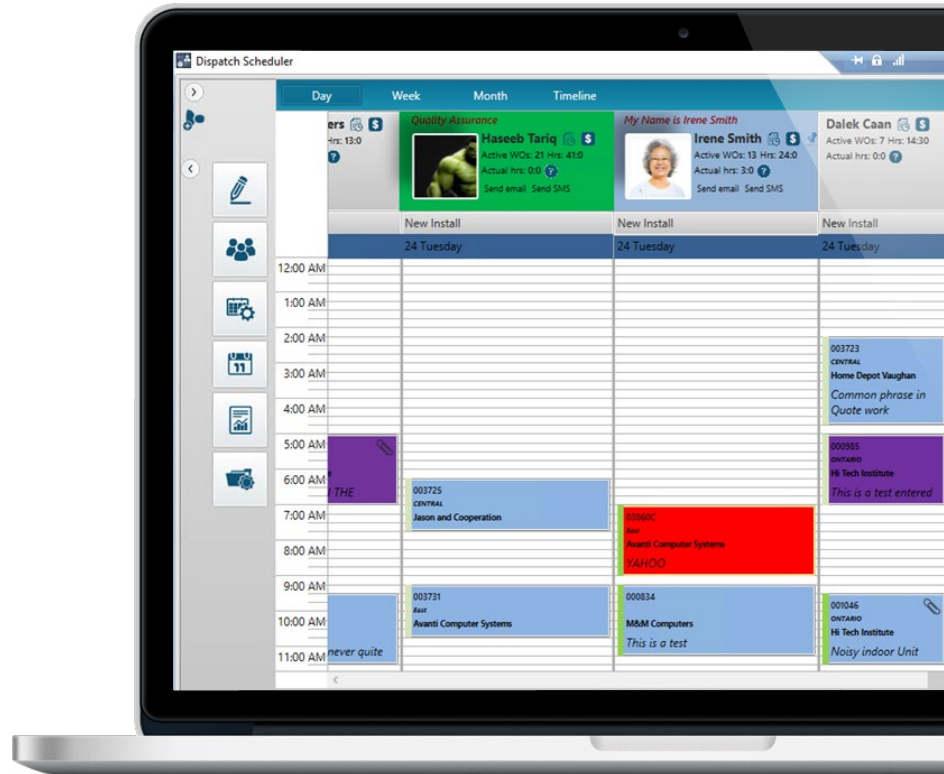 Dispatch Scheduler
Day Week Month Timeline
ers
Hrs: 13:0
Quality Assurance
Haseeb Tariq
Active WOs: 21 Hrs: 41:0
Actual hrs: 0:0
Send email Send SMS
My Name is Irene Smith
Irene Smith
Active WOs: 13 Hrs: 24:0
Actual hrs: 3:0
Send email Send SMS
Dalek Caan
Active WOs: 7 Hrs: 14:30
Actual hrs: 0:0
New Install New Install New Install
24 Tuesday 24 Tuesday 24 Tuesday
12:00 AM
1:00 AM
2:00 AM
3:00 AM
4:00 AM
5:00 AM
6:00 AM
7:00 AM
8:00 AM
9:00 AM
10:00 AM
11:00 AM
THE
never quite
003725
CENTRAL
Jason and Cooperation
003731
East
Avanti Computer Systems
03860C
East
Avanti Computer Systems
YAHOO
000834
M&M Computers
This is a test
003723
CENTRAL
Home Depot Vaughan
Common phrase in
Quote work
000985
ONTARIO
Hi Tech Institute
This is a test entered
001046
ONTARIO
Hi Tech Institute
Noisy indoor Unit
11